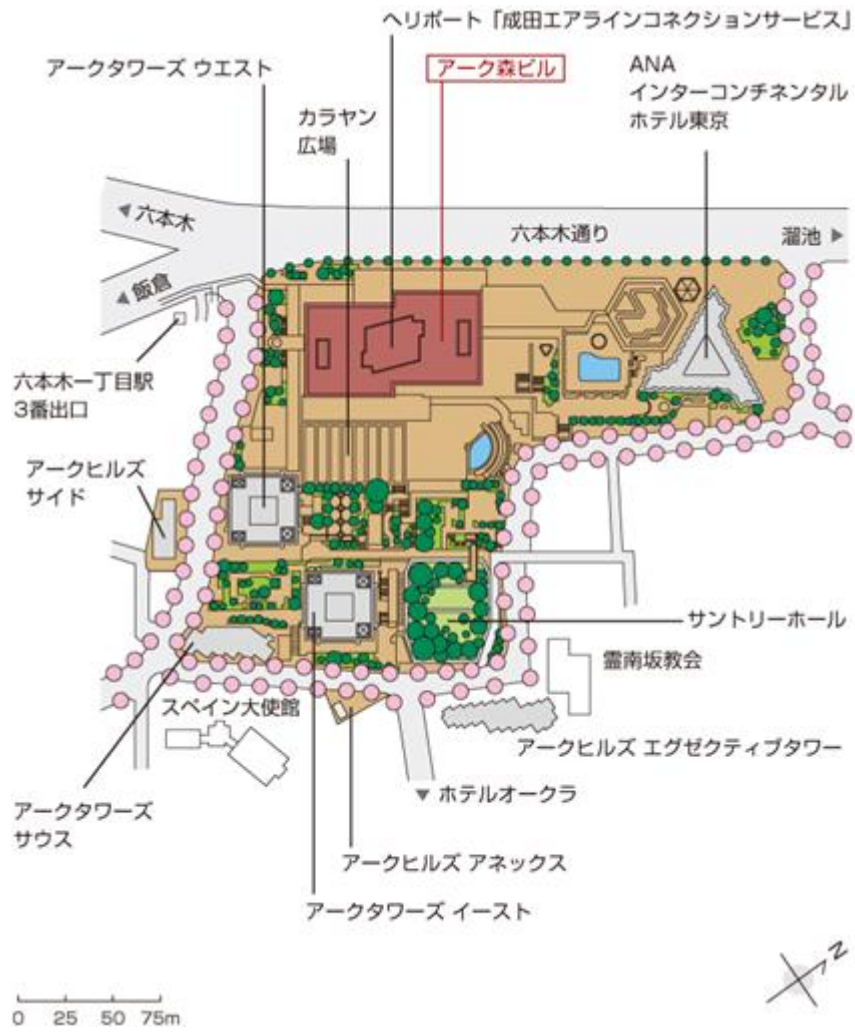 ヘリポート「成田エアラインコネクションサービス」
アークタワーズ ウエスト
アーク森ビル
ANA
インターコンチネンタル
ホテル東京
カラヤン
広場
◀ 六本木
六本木通り
溜池 ▶
◀ 飯倉
六本木一丁目駅
3番出口
アークヒルズ
サイド
サントリーホール
霊南坂教会
スペイン大使館
アークヒルズ エグゼクティブタワー
▼ ホテルオークラ
アークタワーズ
サウス
アークヒルズ アネックス
アークタワーズ イースト
N
0 25 50 75m